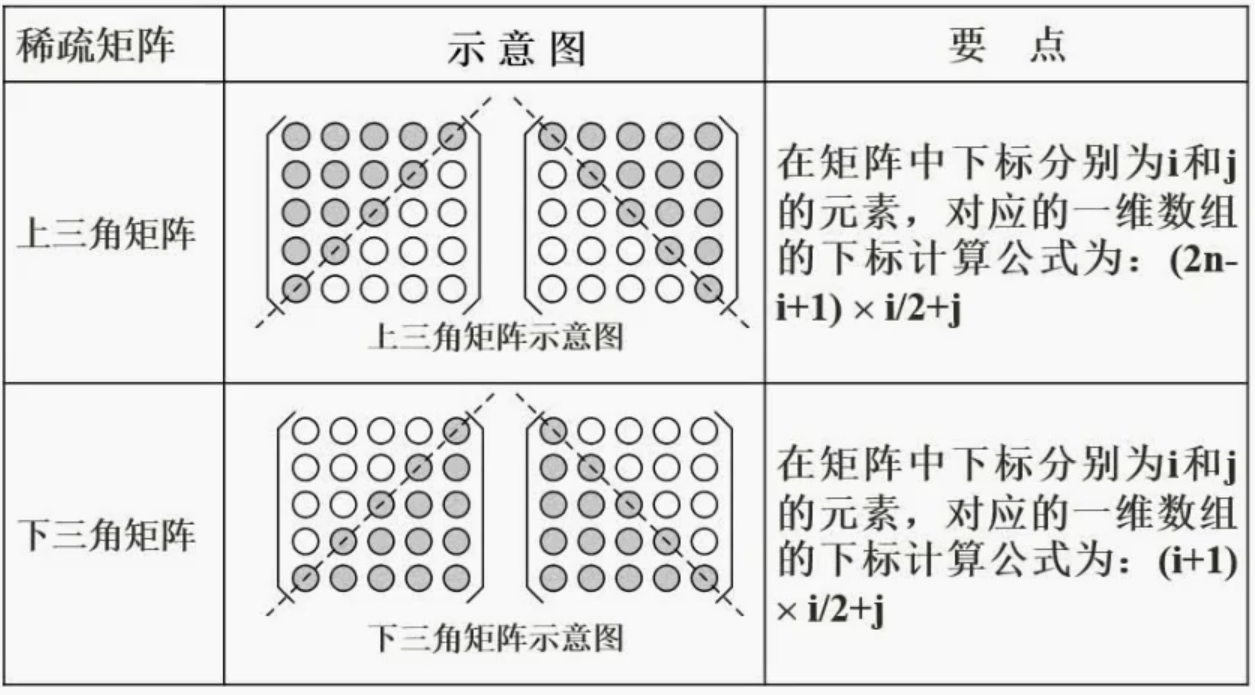 稀疏矩阵
示意图
要 点
上三角矩阵
上三角矩阵示意图
在矩阵中下标分别为i和j
的元素，对应的一维数组
的下标计算公式为：(2n-
i+1) × i/2+j
下三角矩阵
下三角矩阵示意图
在矩阵中下标分别为i和j
的元素，对应的一维数组
的下标计算公式为：(i+1)
× i/2+j